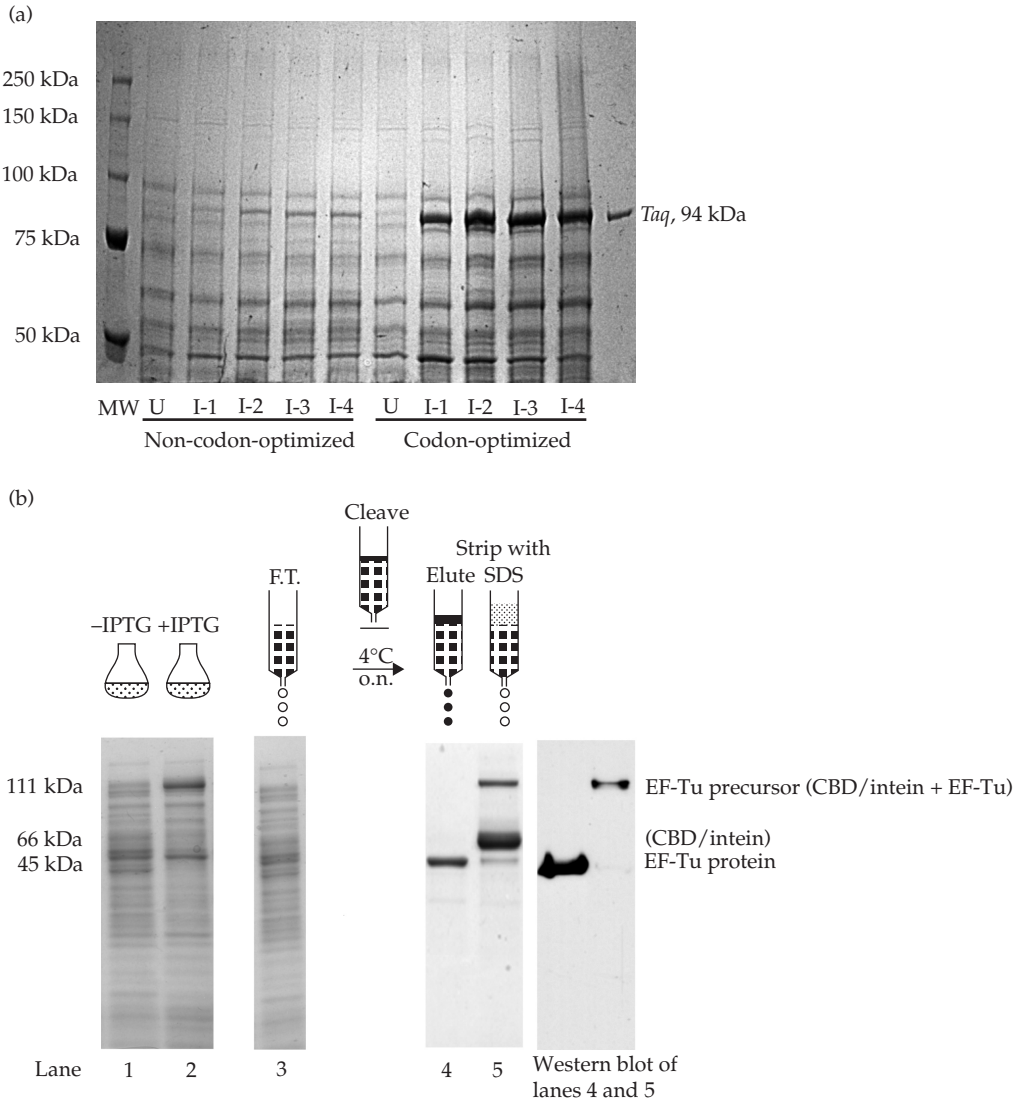 (a)
250 kDa
150 kDa
100 kDa
75 kDa
50 kDa
Taq, 94 kDa
MW U I-1 I-2 I-3 I-4 U I-1 I-2 I-3 I-4
Non-codon-optimized Codon-optimized
(b)
Cleave
Strip with
F.T. Elute SDS
–IPTG +IPTG
4°C
o.n.
111 kDa
66 kDa
45 kDa
EF-Tu precursor (CBD/intein + EF-Tu)
(CBD/intein)
EF-Tu protein
Lane 1 2 3 4 5 Western blot of
lanes 4 and 5